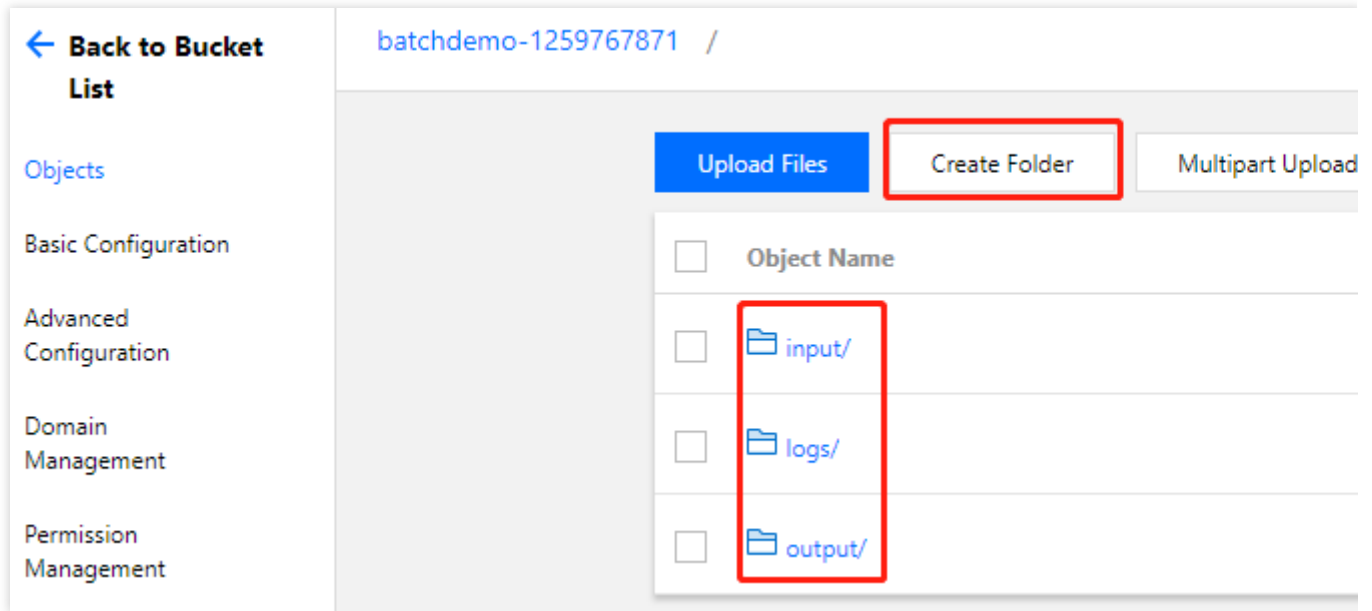 Back to Bucket
List
batchdemo-1259767871 /
Objects
Basic Configuration
Advanced
Configuration
Domain
Management
Permission
Management
Upload Files
Create Folder
Multipart Upload
Object Name
input/
logs/
output/